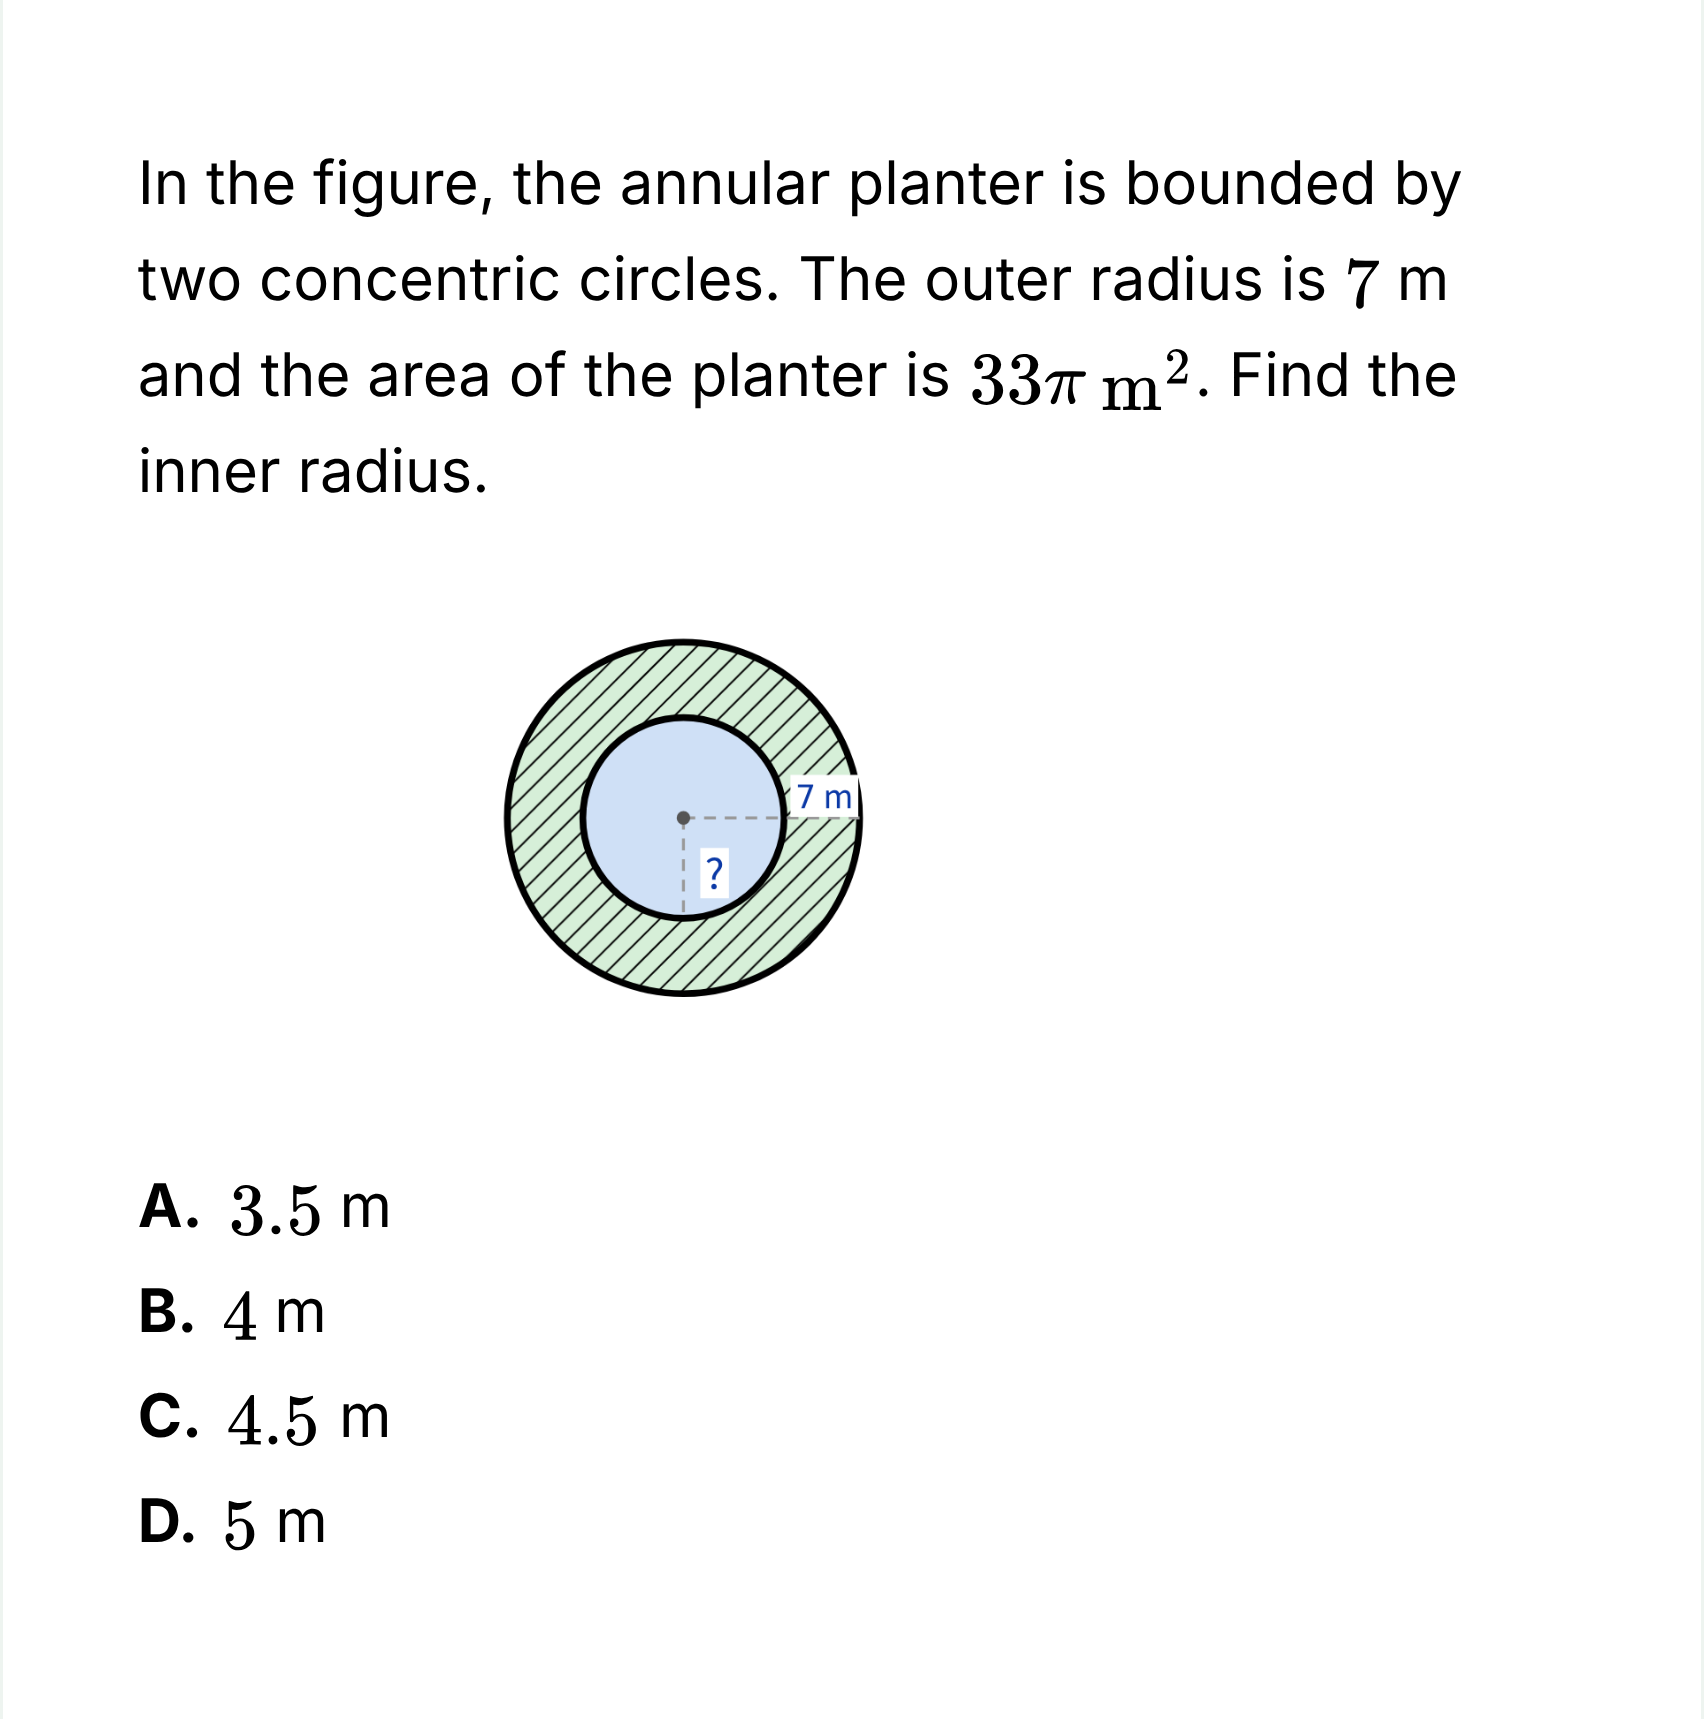 In the figure, the annular planter is bounded by
two concentric circles. The outer radius is 7 m
and the area of the planter is 33π m². Find the
inner radius.
7 m
?
A. 3.5 m
B. 4 m
C. 4.5 m
D. 5 m